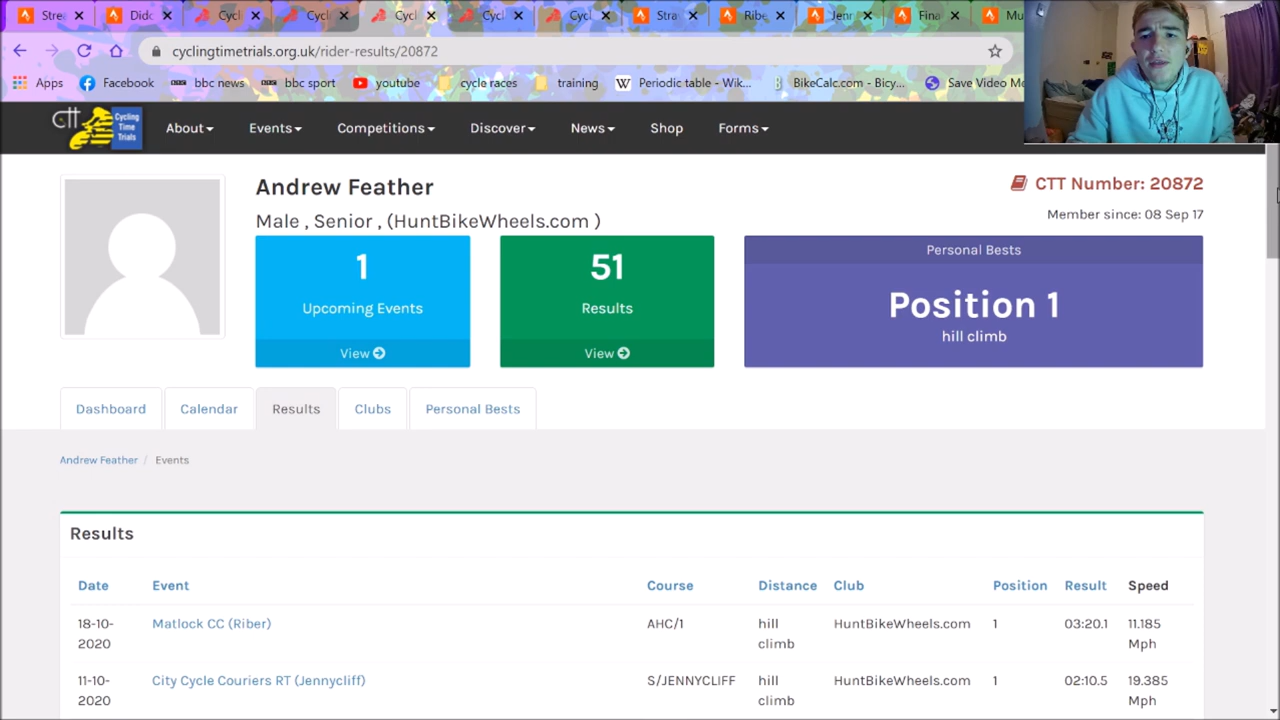 Stre × Didc × Cycl × Cycl × Cycl × Cycl × Cycl × Stra × Ribe × Jenn × Fina × Mu
cyclingtimetrials.org.uk/rider-results/20872
Apps Facebook BBC bbc news BBC bbc sport youtube cycle races training W Periodic table - Wik... BikeCalc.com - Bicy... Save Video Me
ctt Cycling Time Trials About Events Competitions Discover News Shop Forms
Andrew Feather
CTT Number: 20872
Male , Senior , (HuntBikeWheels.com )
Member since: 08 Sep 17
1
Upcoming Events
View
51
Results
View
Personal Bests
Position 1
hill climb
Dashboard Calendar Results Clubs Personal Bests
Andrew Feather / Events
Results
Date Event Course Distance Club Position Result Speed
18-10-2020 Matlock CC (Riber) AHC/1 hill climb HuntBikeWheels.com 1 03:20.1 11.185 Mph
11-10-2020 City Cycle Couriers RT (Jennycliff) S/JENNYCLIFF hill climb HuntBikeWheels.com 1 02:10.5 19.385 Mph